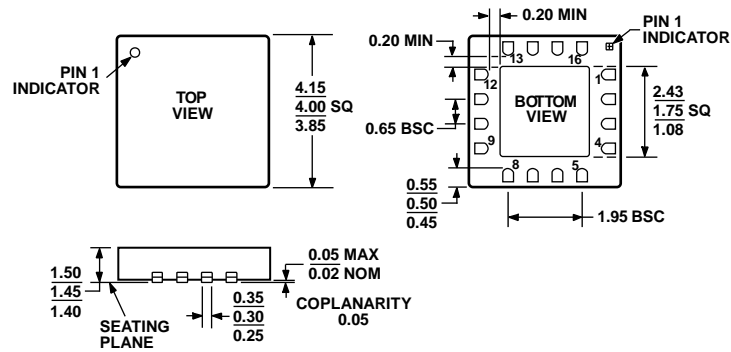 PIN 1
INDICATOR
TOP
VIEW
4.15
4.00 SQ
3.85
0.20 MIN
0.20 MIN
PIN 1
INDICATOR
13
16
12
1
BOTTOM
VIEW
2.43
1.75 SQ
1.08
0.65 BSC
9
4
8
5
0.55
0.50
0.45
1.95 BSC
1.50
1.45
1.40
SEATING
PLANE
0.35
0.30
0.25
0.05 MAX
0.02 NOM
COPLANARITY
0.05